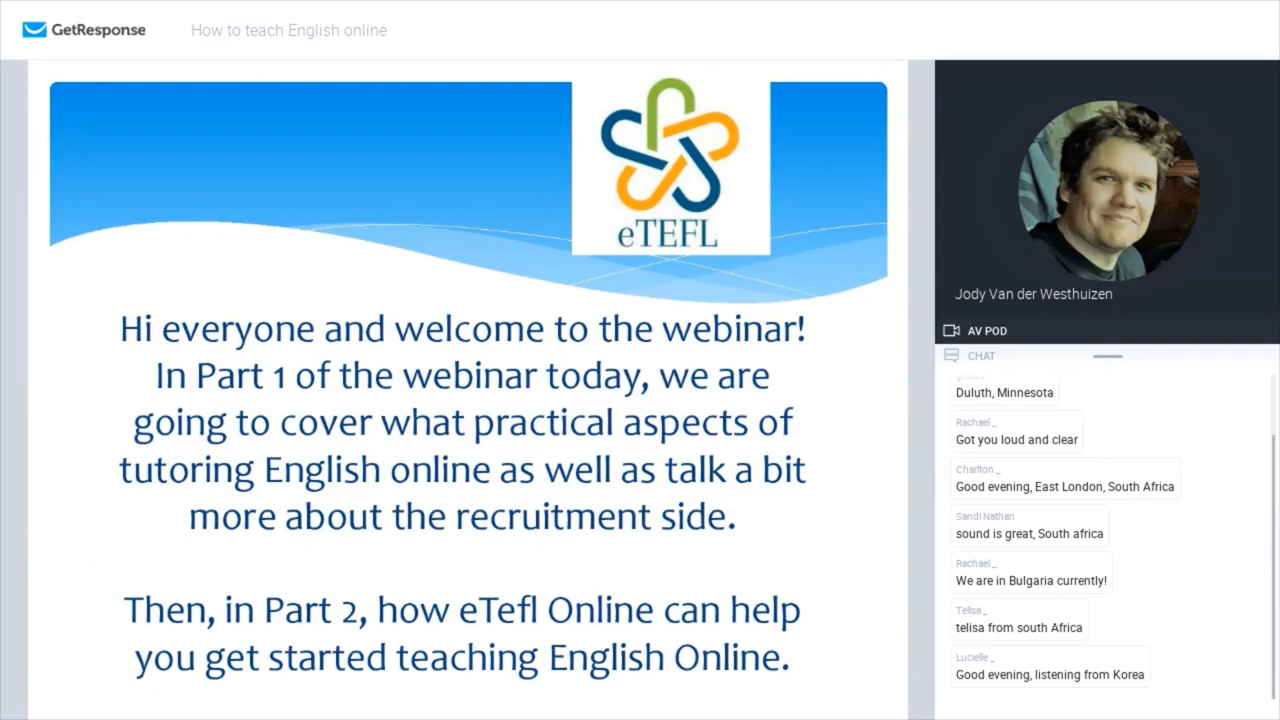 GetResponse
How to teach English online
eTEFL
Hi everyone and welcome to the webinar!
In Part 1 of the webinar today, we are
going to cover what practical aspects of
tutoring English online as well as talk a bit
more about the recruitment side.
Then, in Part 2, how eTefl Online can help
you get started teaching English Online.
Jody Van der Westhuizen
AV POD
CHAT
Duluth, Minnesota
Rachael _
Got you loud and clear
Charlton _
Good evening, East London, South Africa
Sandi Nathan
sound is great, South africa
Rachael _
We are in Bulgaria currently!
Telisa _
telisa from south Africa
Lucielle _
Good evening, listening from Korea